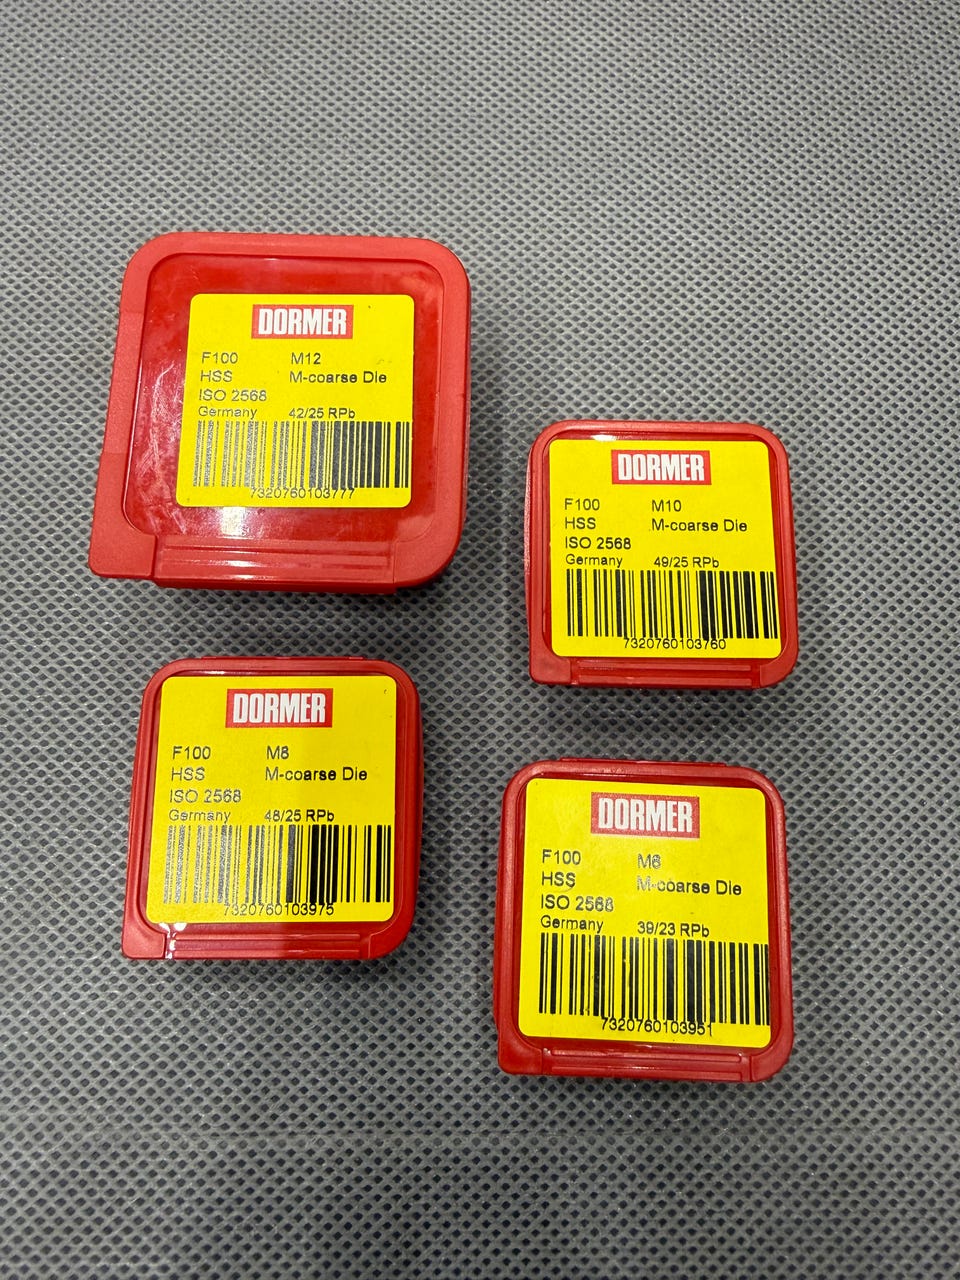 DORMER
F100 M12
HSS M-coarse Die
ISO 2568
Germany 42/25 RPb
7320760103777
DORMER
F100 M10
HSS M-coarse Die
ISO 2568
Germany 49/25 RPb
7320760103760
DORMER
F100 M8
HSS M-coarse Die
ISO 2568
Germany 48/25 RPb
7320760103975
DORMER
F100 M6
HSS M-coarse Die
ISO 2568
Germany 39/23 RPb
7320760103951